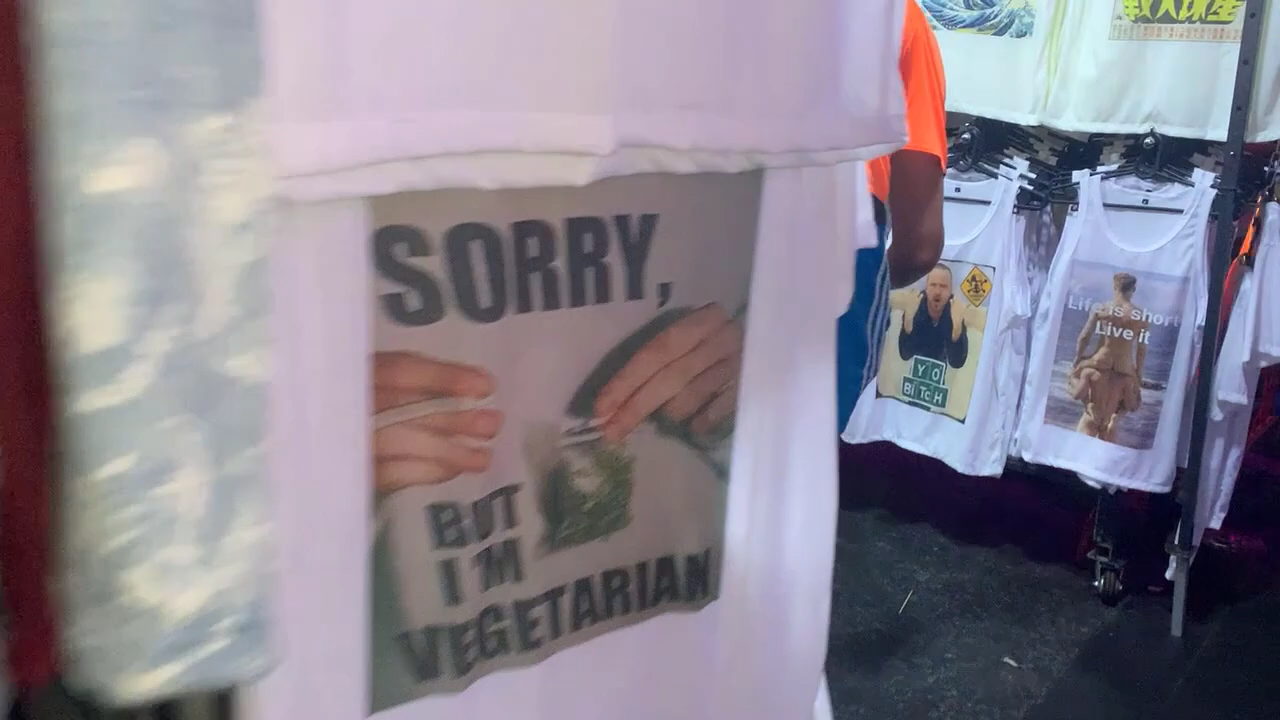 SORRY,
BUT
I'M
VEGETARIAN
YO
BITCH
Life is short
Live it